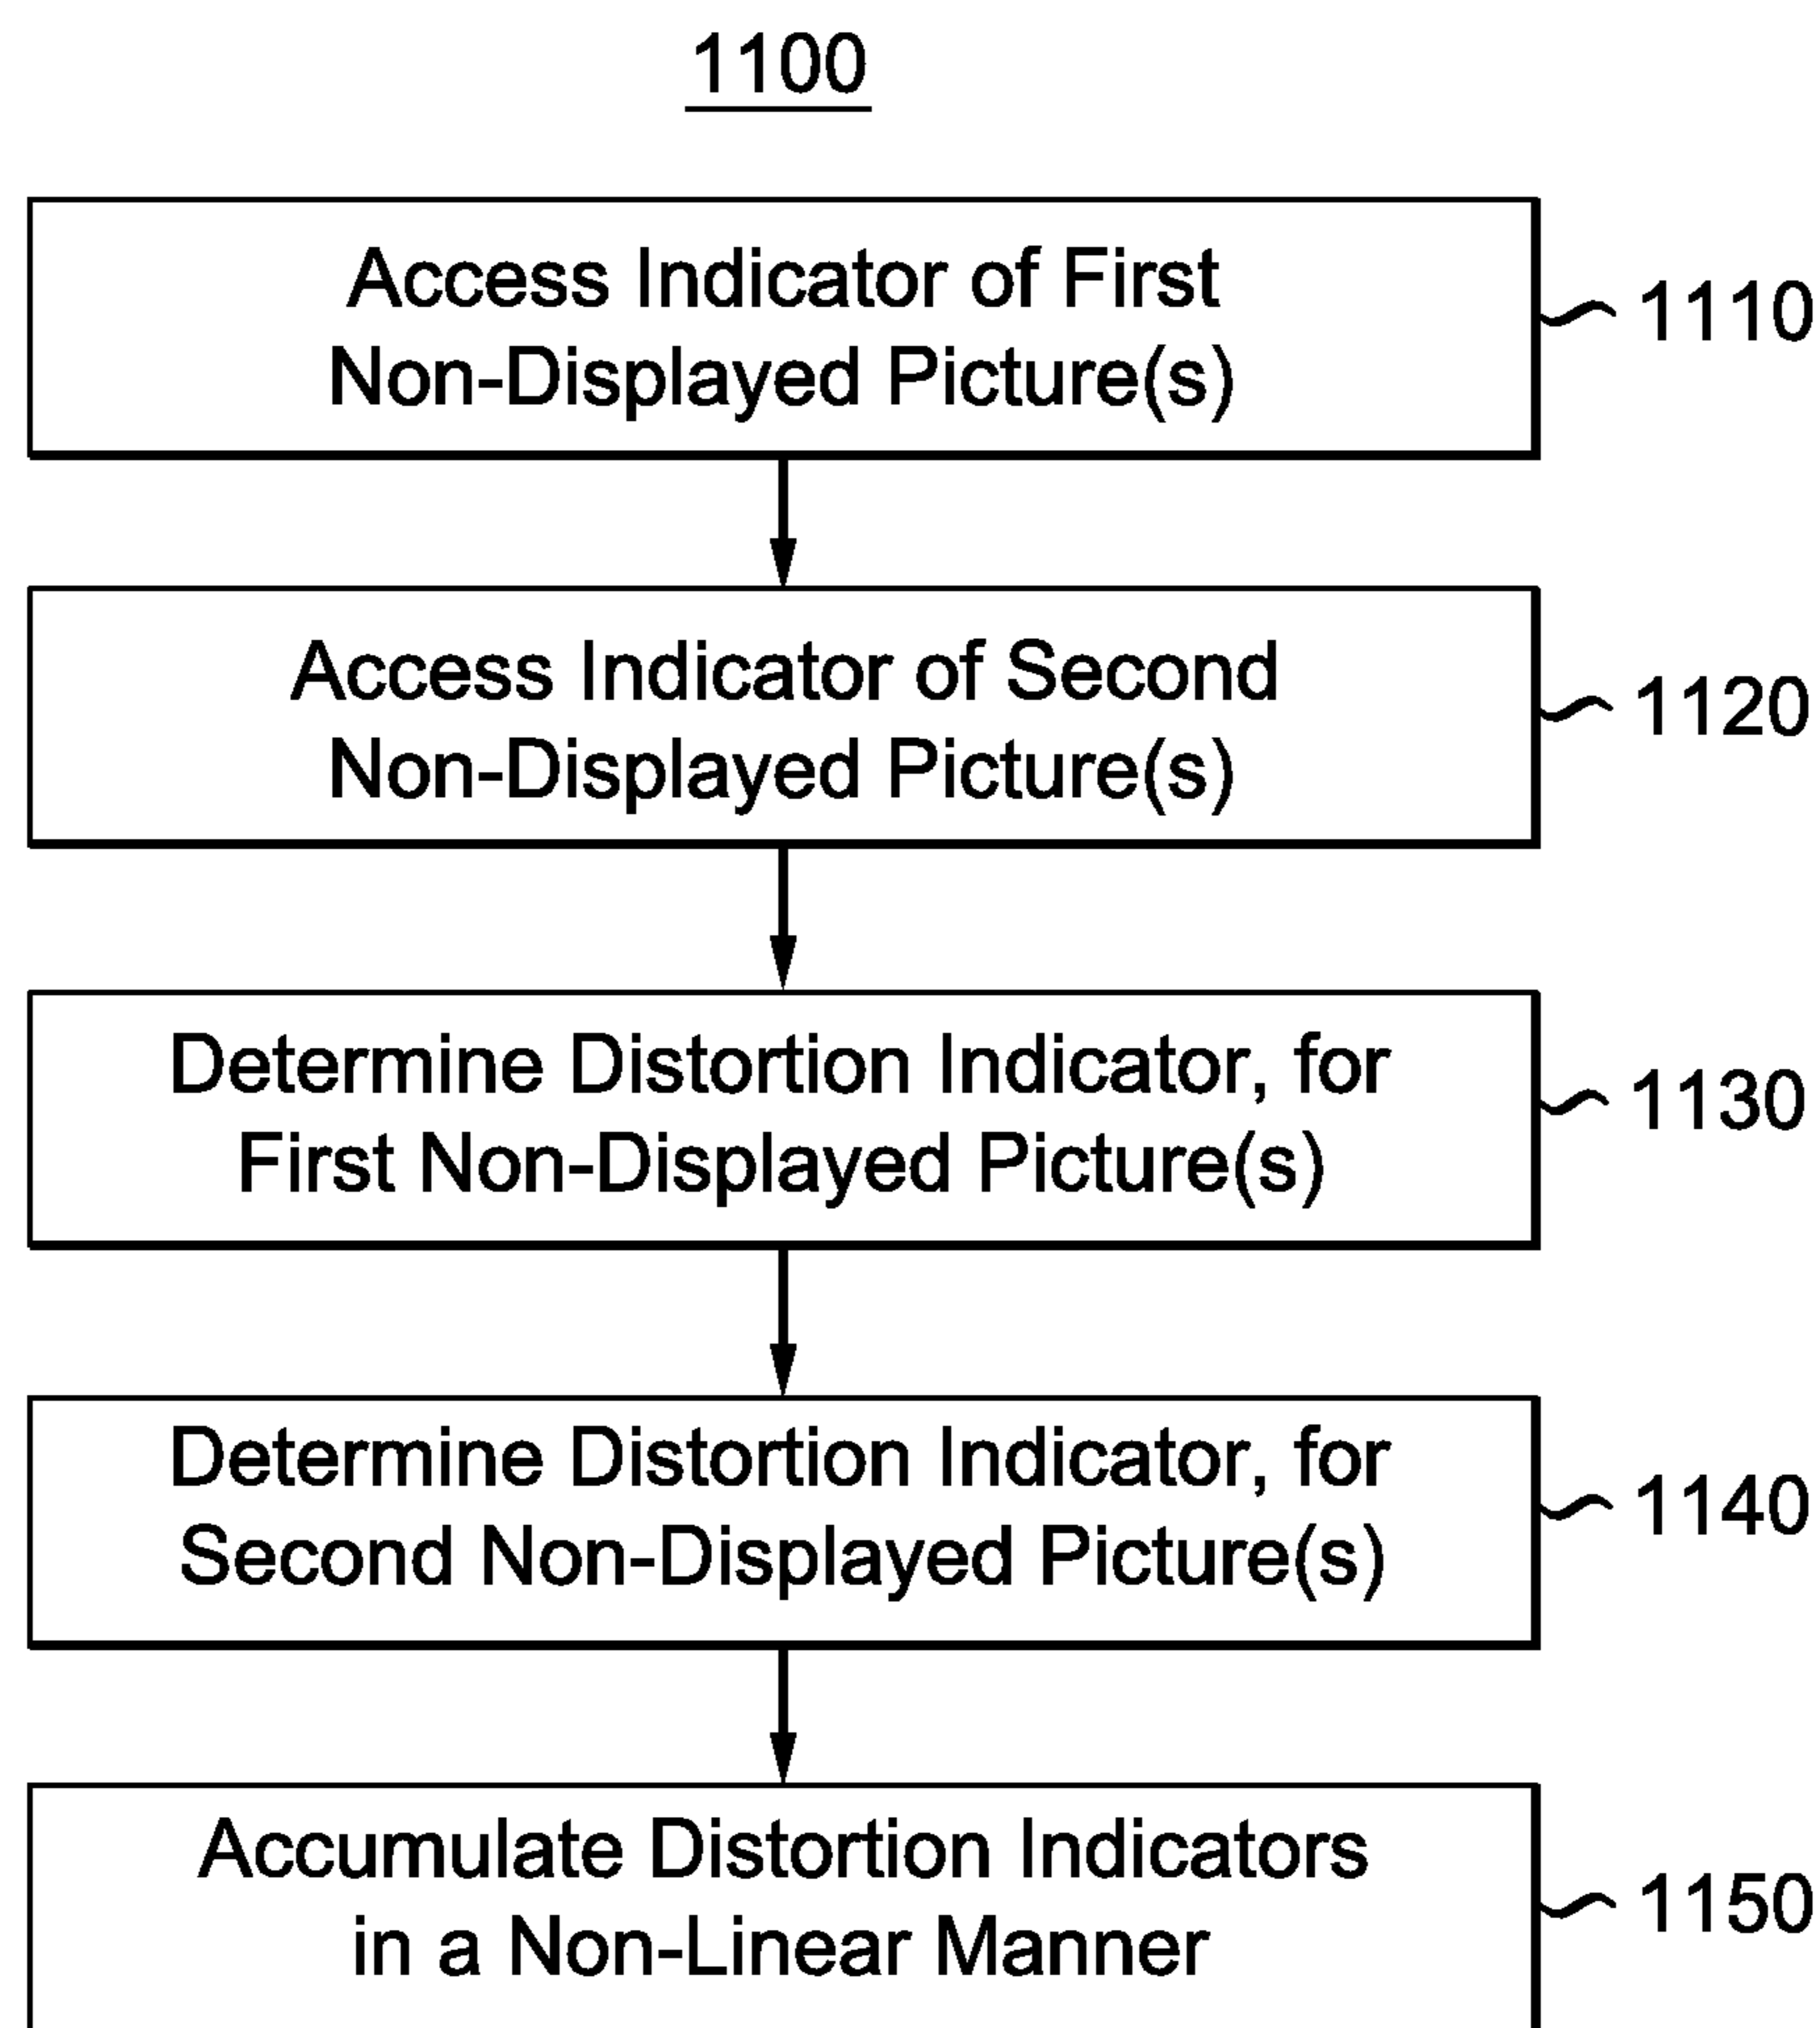 1100
Access Indicator of First
Non-Displayed Picture(s)
1110
Access Indicator of Second
Non-Displayed Picture(s)
1120
Determine Distortion Indicator, for
First Non-Displayed Picture(s)
1130
Determine Distortion Indicator, for
Second Non-Displayed Picture(s)
1140
Accumulate Distortion Indicators
in a Non-Linear Manner
1150